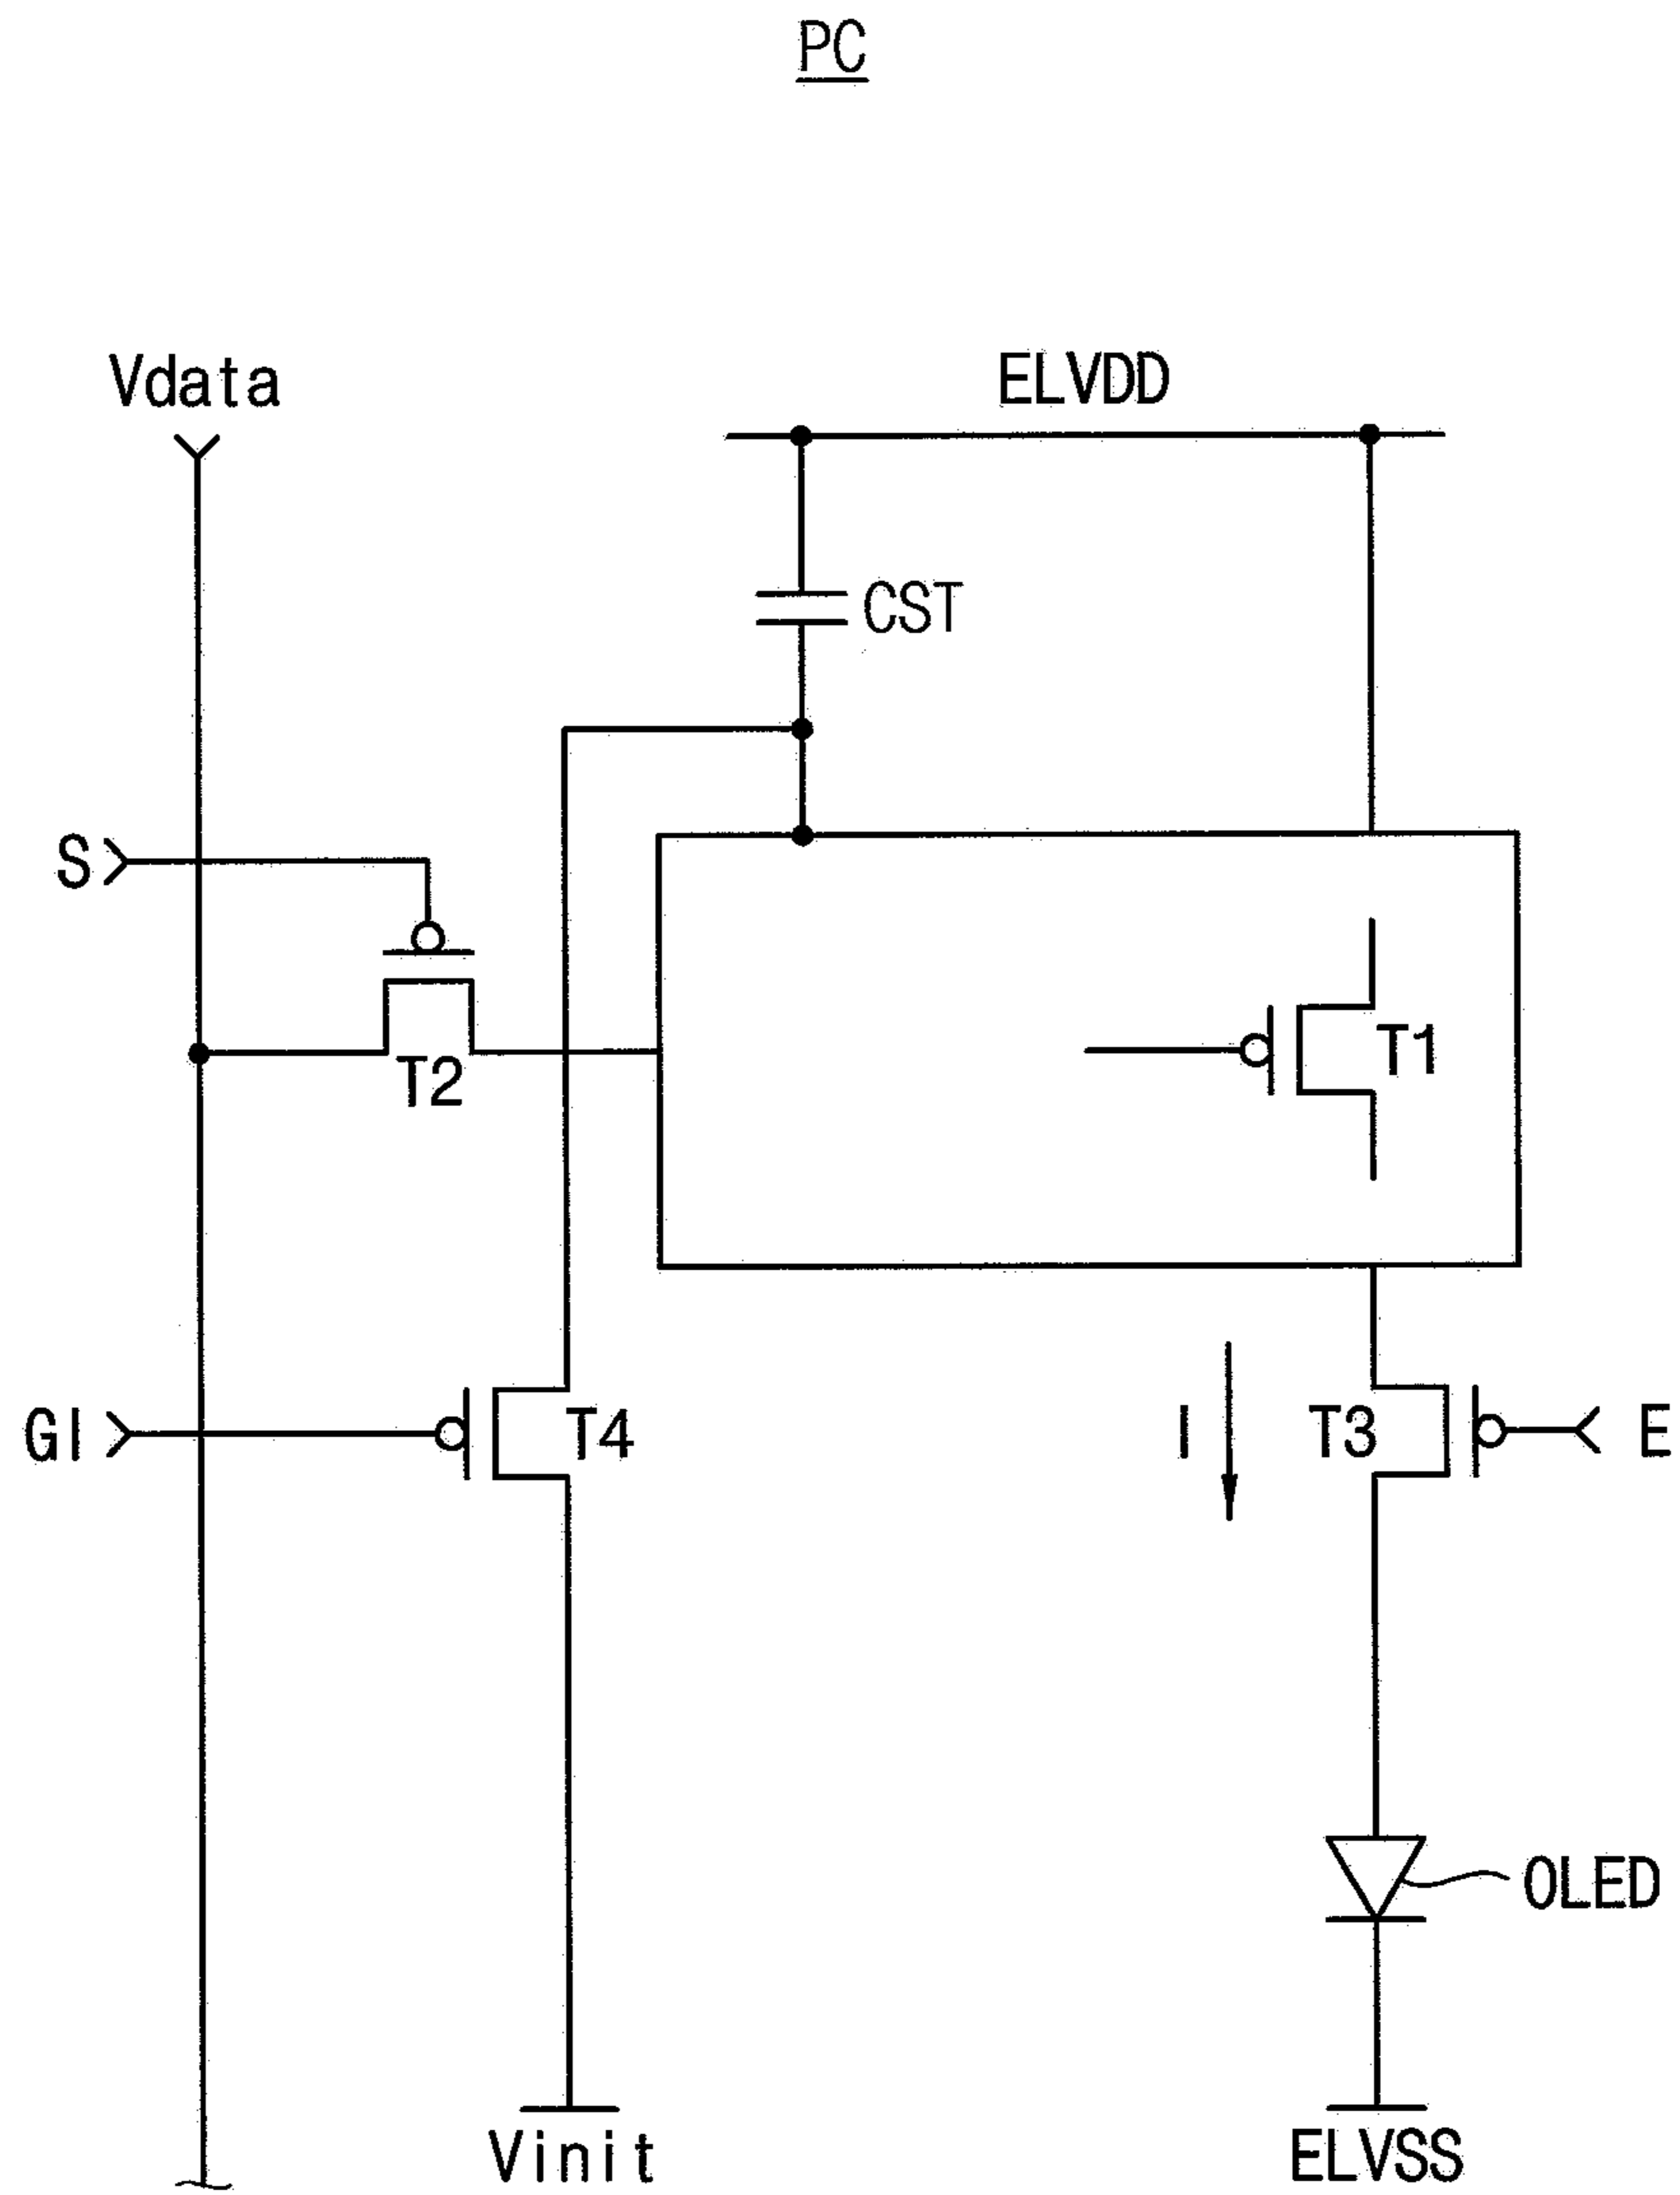 PC
Vdata
ELVDD
CST
S
T1
T2
GI
T4
I
T3
E
OLED
Vinit
ELVSS